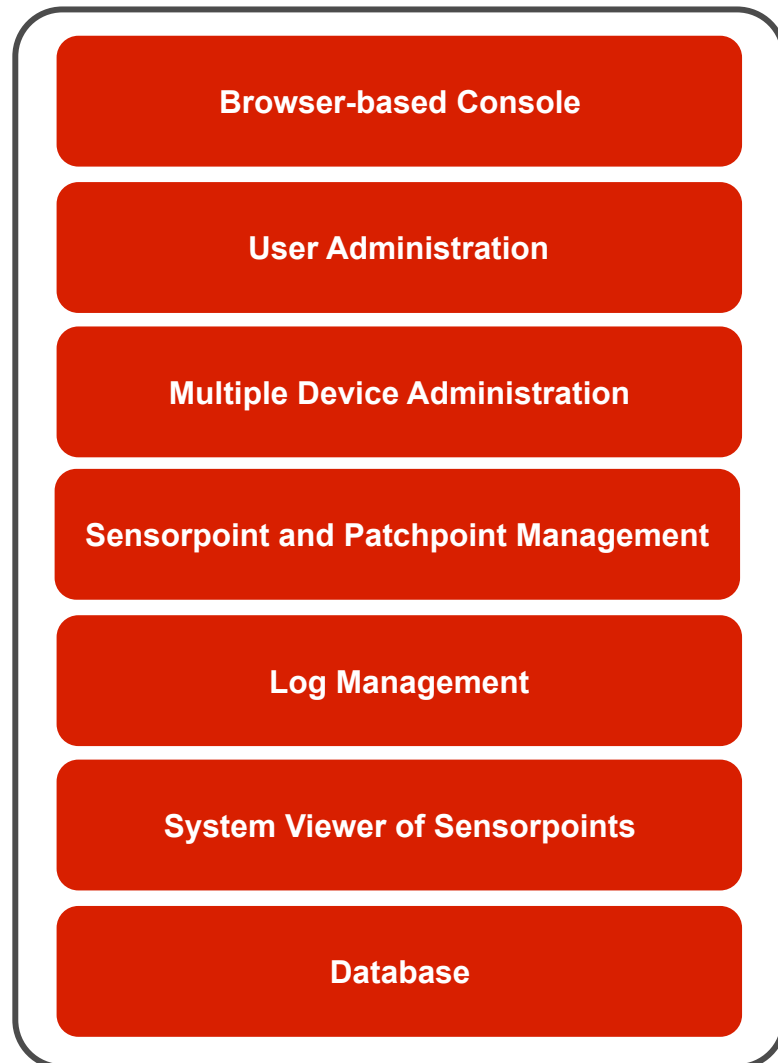 Browser-based Console
User Administration
Multiple Device Administration
Sensorpoint and Patchpoint Management
Log Management
System Viewer of Sensorpoints
Database